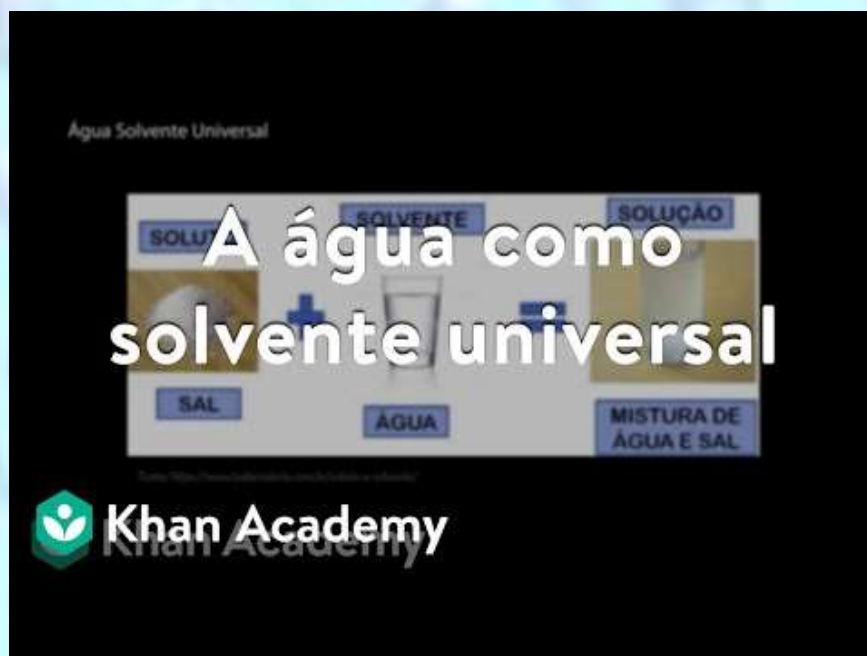 Água Solvente Universal
A água como
solvente universal
SOLUTO
SOLVENTE
SOLUÇÃO
SAL
ÁGUA
MISTURA DE
ÁGUA E SAL
Khan Academy